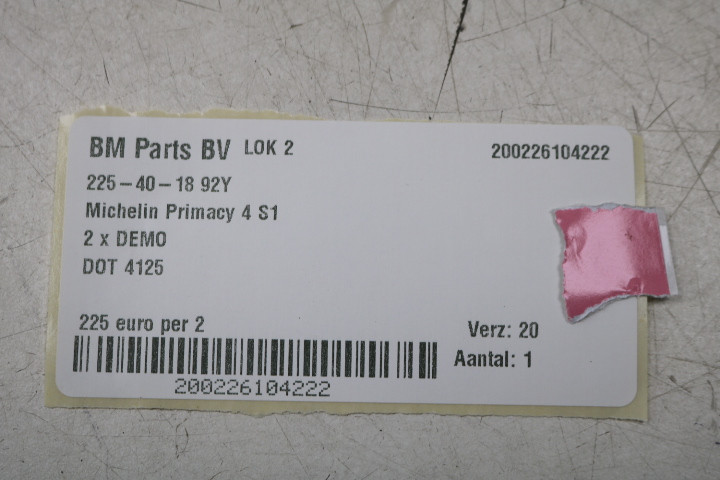 BM Parts BV LOK 2 200226104222
225-40-18 92Y
Michelin Primacy 4 S1
2 x DEMO
DOT 4125
225 euro per 2 Verz: 20
Aantal: 1
200226104222